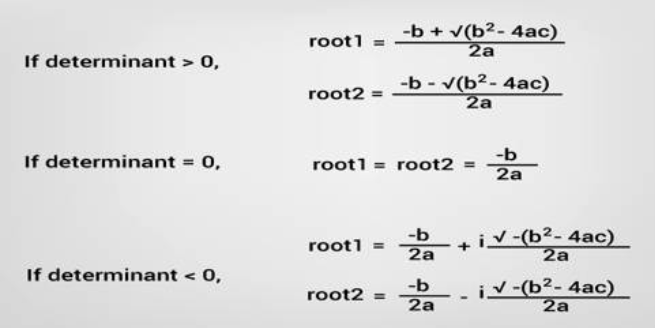 If determinant > 0,
root1 = -b + √(b²- 4ac)
2a
root2 = -b - √(b²- 4ac)
2a
If determinant = 0,
root1 = root2 = -b
2a
If determinant < 0,
root1 = -b/2a + i √ -(b²- 4ac)/2a
root2 = -b/2a - i √ -(b²- 4ac)/2a